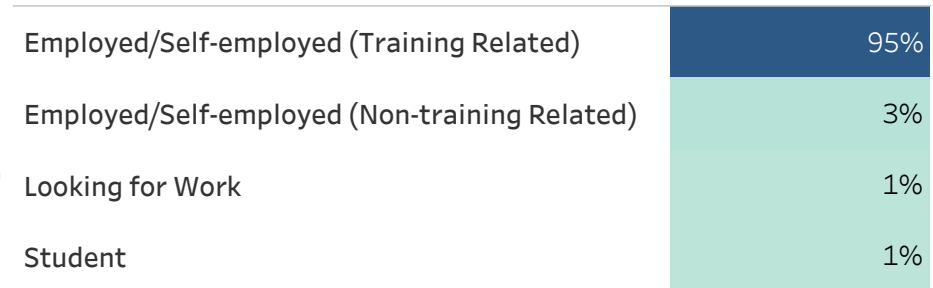 Employed/Self-employed (Training Related) 95%
Employed/Self-employed (Non-training Related) 3%
Looking for Work 1%
Student 1%